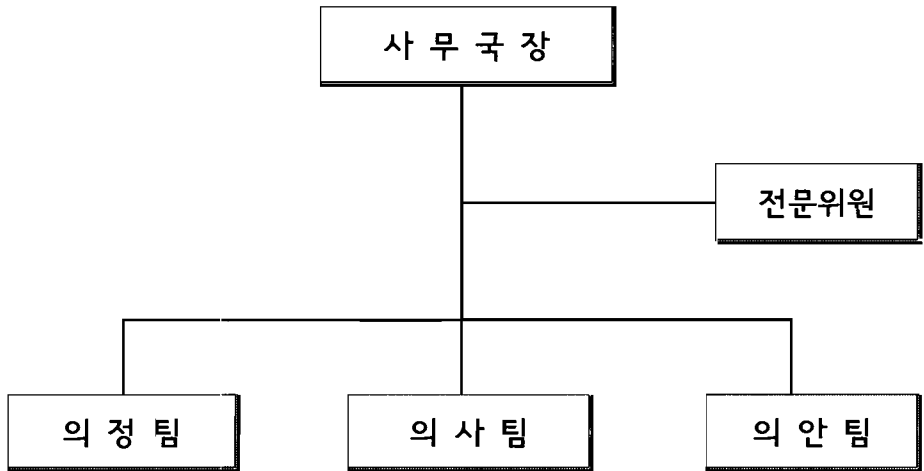 사 무 국 장
전문위원
의 정 팀
의 사 팀
의 안 팀